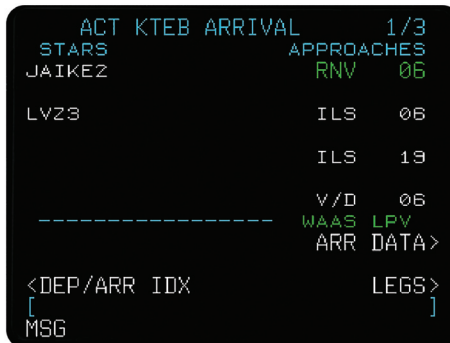 ACT KTEB ARRIVAL 1/3
STARS APPROACHES
JAIKE2 RNV 06
LVZ3 ILS 06
ILS 19
V/D 06
------------------ WAAS LPV
ARR DATA>
<DEP/ARR IDX LEGS>
[ ]
MSG